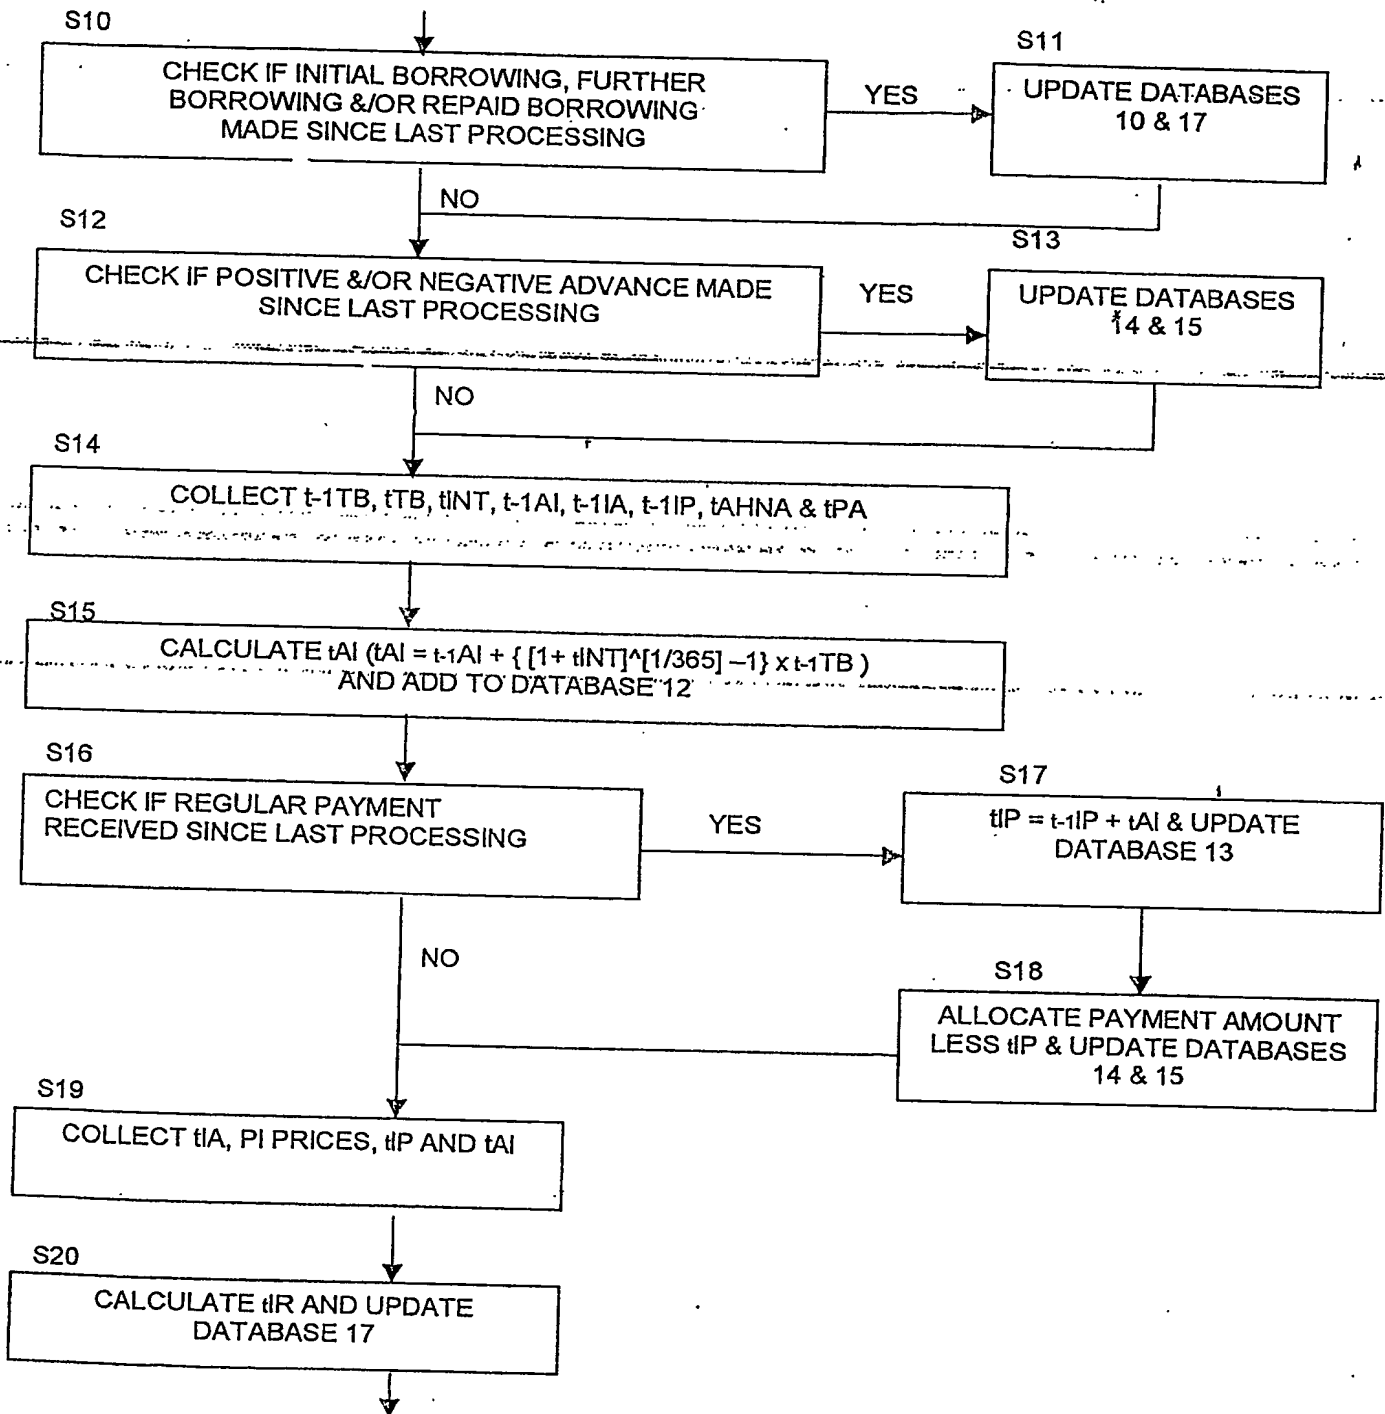 S10
CHECK IF INITIAL BORROWING, FURTHER
BORROWING &/OR REPAID BORROWING
MADE SINCE LAST PROCESSING
YES
S11
UPDATE DATABASES
10 & 17
NO
S12
CHECK IF POSITIVE &/OR NEGATIVE ADVANCE MADE
SINCE LAST PROCESSING
YES
S13
UPDATE DATABASES
14 & 15
NO
S14
COLLECT t-1TB, tTB, tINT, t-1AI, t-1IA, t-1IP, tAHNA & tPA
S15
CALCULATE tAI (tAI = t-1AI + { [1+ tINT]^[1/365] –1} x t-1TB )
AND ADD TO DATABASE 12
S16
CHECK IF REGULAR PAYMENT
RECEIVED SINCE LAST PROCESSING
YES
S17
tIP = t-1IP + tAI & UPDATE
DATABASE 13
NO
S18
ALLOCATE PAYMENT AMOUNT
LESS tIP & UPDATE DATABASES
14 & 15
S19
COLLECT tIA, PI PRICES, tIP AND tAI
S20
CALCULATE tIR AND UPDATE
DATABASE 17